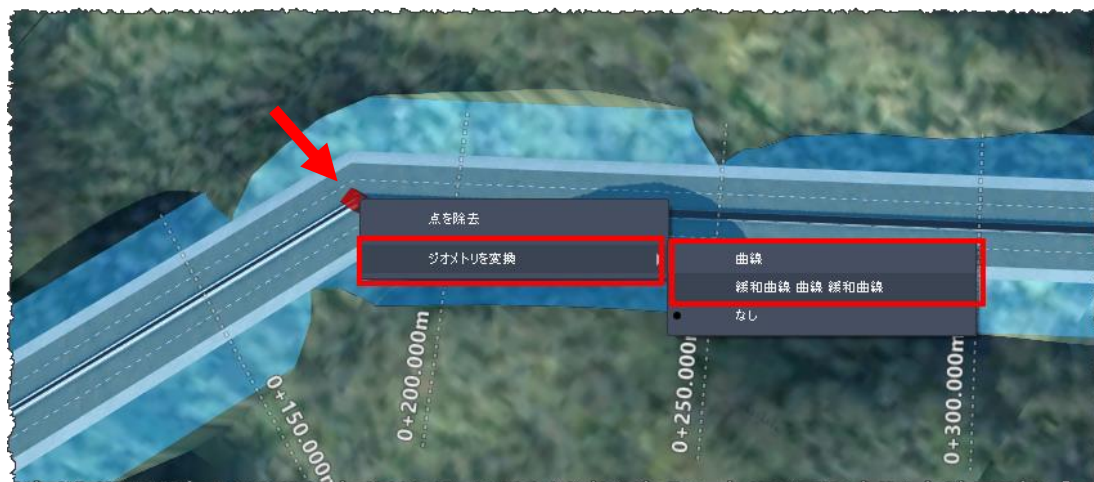 点を除去
ジオメトリを変換
曲線
緩和曲線 曲線 緩和曲線
なし
0+150.000m
0+200.000m
0+250.000m
0+300.000m